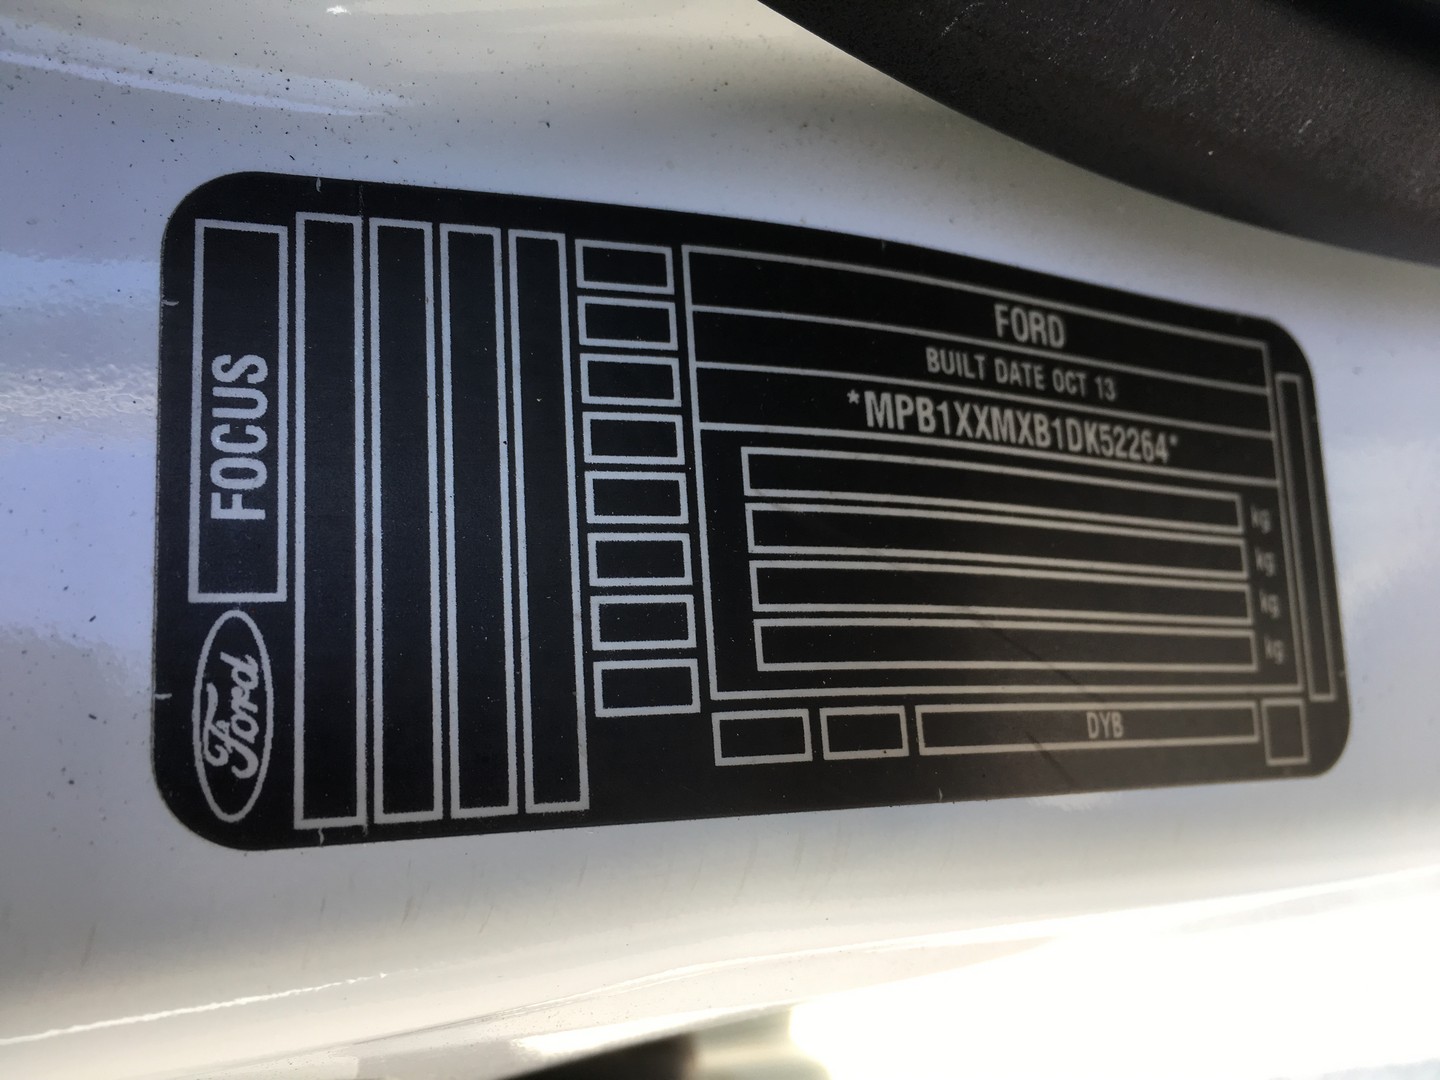 FOCUS
Ford
FORD
BUILT DATE OCT 13
*MPB1XXMXB1DK52264*
kg
kg
kg
kg
DYB